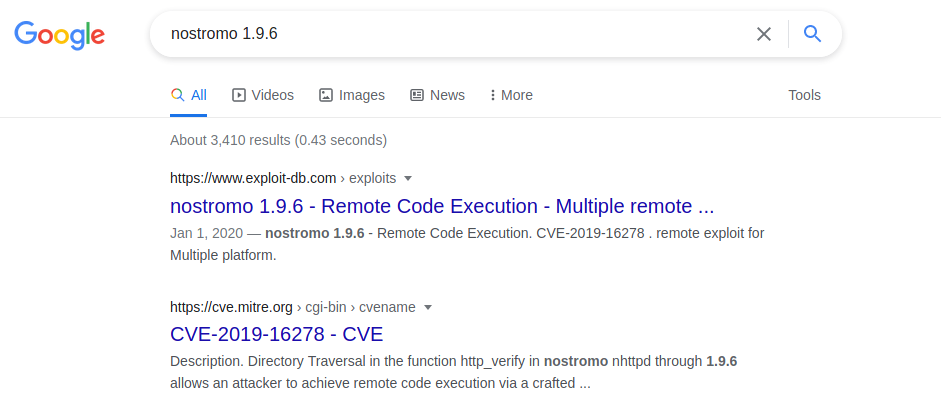 Google
nostromo 1.9.6
All Videos Images News More Tools
About 3,410 results (0.43 seconds)
https://www.exploit-db.com › exploits
nostromo 1.9.6 - Remote Code Execution - Multiple remote ...
Jan 1, 2020 — nostromo 1.9.6 - Remote Code Execution. CVE-2019-16278 . remote exploit for
Multiple platform.
https://cve.mitre.org › cgi-bin › cvename
CVE-2019-16278 - CVE
Description. Directory Traversal in the function http_verify in nostromo nhttpd through 1.9.6
allows an attacker to achieve remote code execution via a crafted ...